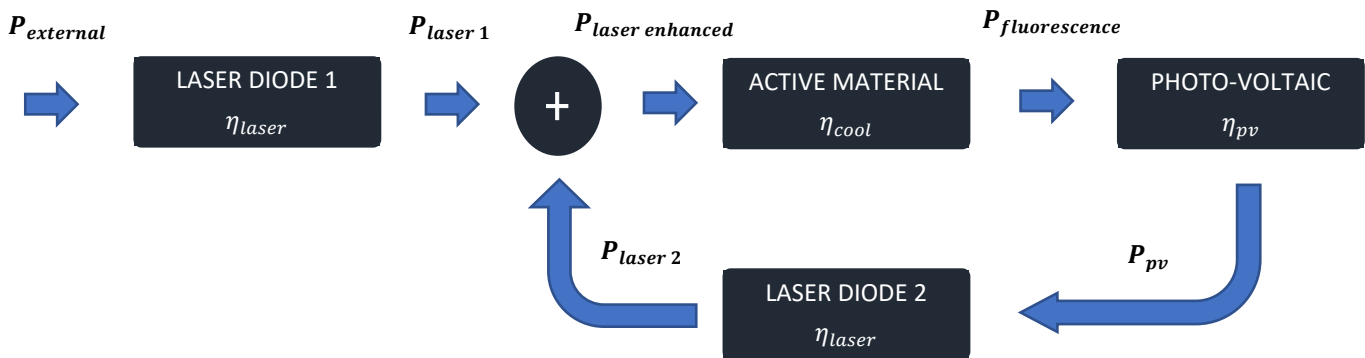 P_external
P_laser 1
P_laser enhanced
P_fluorescence
LASER DIODE 1
η_laser
+
ACTIVE MATERIAL
η_cool
PHOTO-VOLTAIC
η_pv
P_laser 2
P_pv
LASER DIODE 2
η_laser